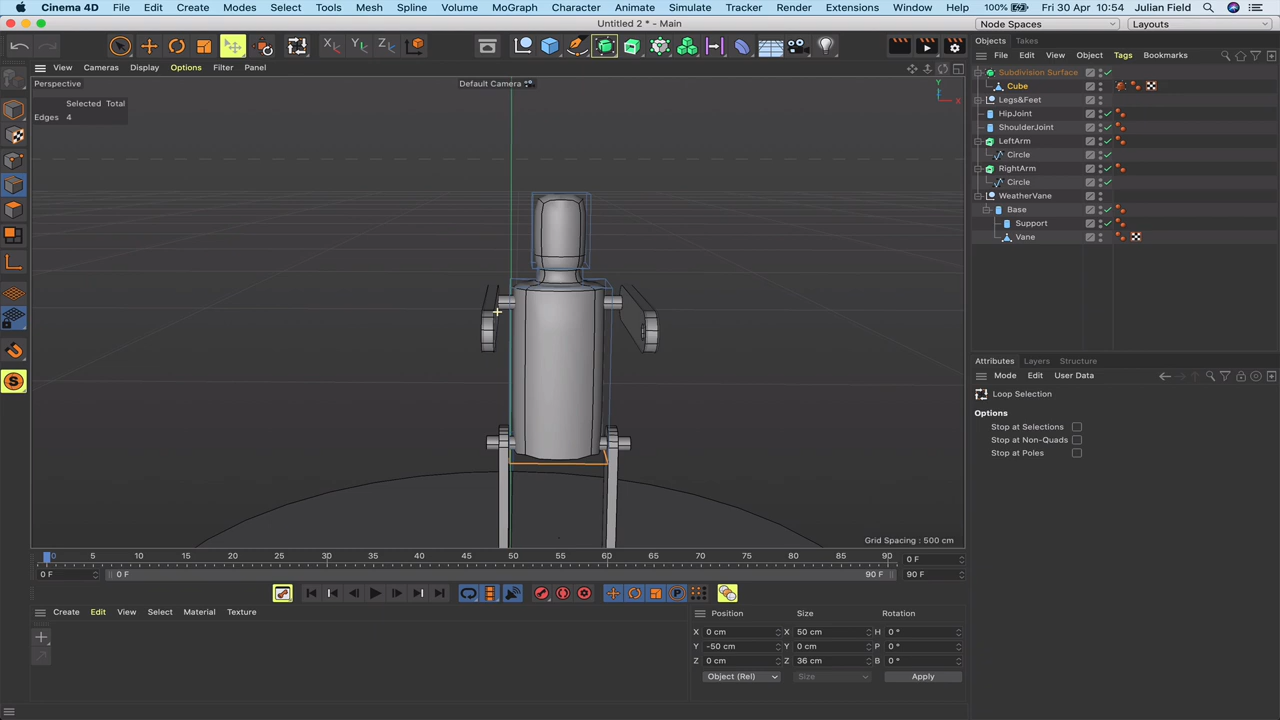 Cinema 4D File Edit Create Modes Select Tools Mesh Spline Volume MoGraph Character Animate Simulate Tracker Render Extensions Window Help 100% Fri 30 Apr 10:54 Julian Field
Untitled 2 * - Main
Node Spaces Layouts
X Y Z
Objects Takes
View Cameras Display Options Filter Panel
File Edit View Object Tags Bookmarks
Perspective
Default Camera
Y
X
Selected Total
Edges 4
Subdivision Surface
Cube
Legs&Feet
HipJoint
ShoulderJoint
LeftArm
Circle
RightArm
Circle
WeatherVane
Base
Support
Vane
S
Attributes Layers Structure
Mode Edit User Data
Loop Selection
Options
Stop at Selections
Stop at Non-Quads
Stop at Poles
Grid Spacing : 500 cm
0 5 10 15 20 25 30 35 40 45 50 55 60 65 70 75 80 85 90
0 F
0 F 0 F 90 F 90 F
P
Create Edit View Select Material Texture
Position Size Rotation
X 0 cm X 50 cm H 0 °
Y -50 cm Y 0 cm P 0 °
Z 0 cm Z 36 cm B 0 °
Object (Rel) Size Apply